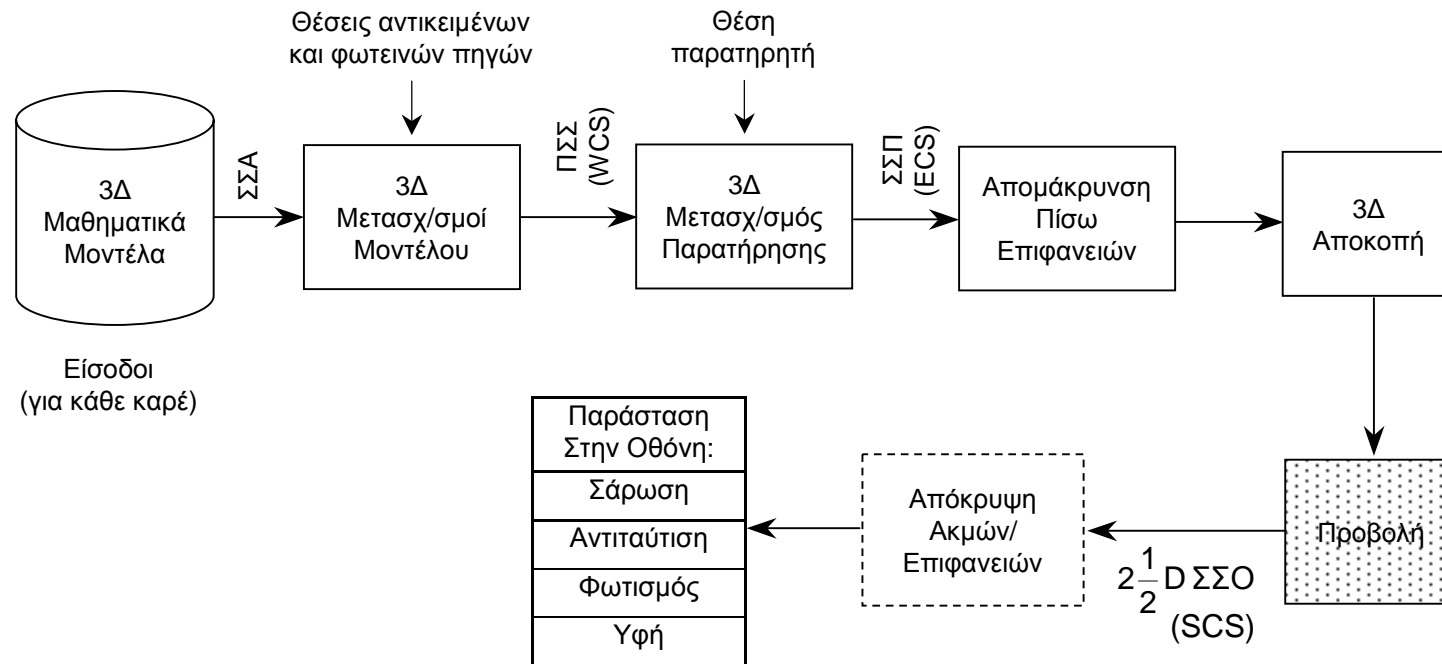 Θέσεις αντικειμένων
και φωτεινών πηγών
Θέση
παρατηρητή
3Δ
Μαθηματικά
Μοντέλα
ΣΣΑ
3Δ
Μετασχ/σμοί
Μοντέλου
ΠΣΣ
(WCS)
3Δ
Μετασχ/σμός
Παρατήρησης
ΣΣΠ
(ECS)
Απομάκρυνση
Πίσω
Επιφανειών
3Δ
Αποκοπή
Είσοδοι
(για κάθε καρέ)
Προβολή
2 1/2 D ΣΣΟ
(SCS)
Απόκρυψη
Ακμών/
Επιφανειών
Παράσταση
Στην Οθόνη:
Σάρωση
Αντιταύτιση
Φωτισμός
Υφή